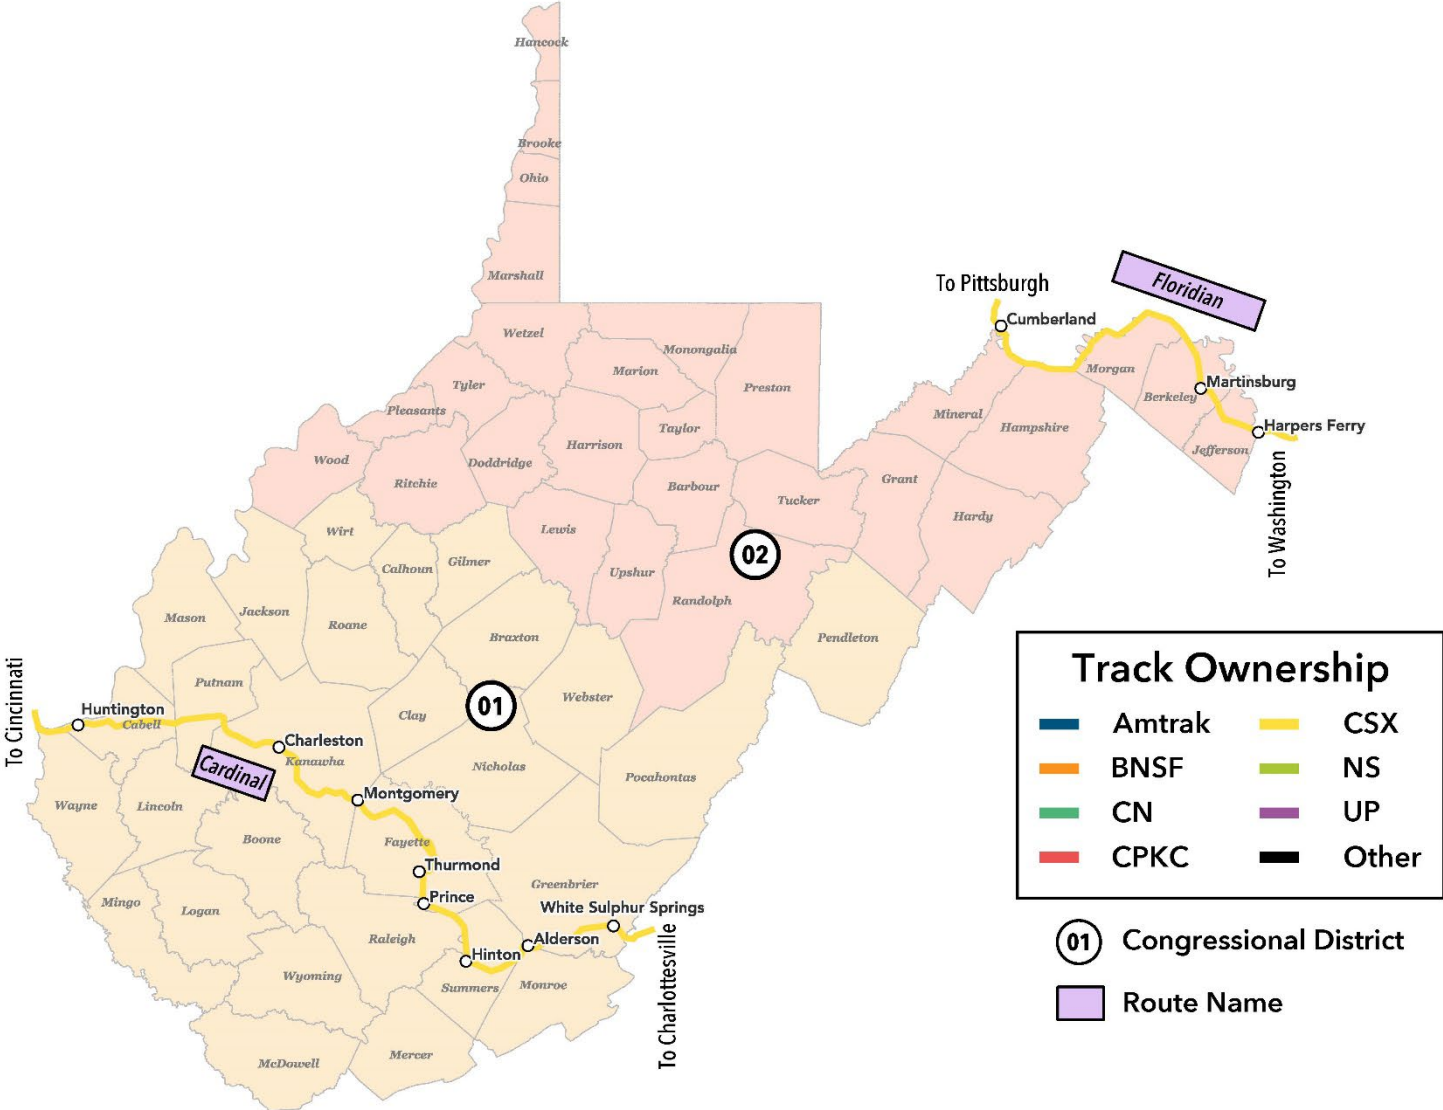 Hancock
Brooke
Ohio
Marshall
Wetzel
Monongalia
Marion
Preston
Tyler
Pleasants
Taylor
Harrison
Doddridge
Wood
Ritchie
Barbour
Tucker
Lewis
Upshur
Randolph
02
Grant
Mineral
Hampshire
Hardy
Morgan
Berkeley
Jefferson
To Pittsburgh
Cumberland
Floridian
Martinsburg
Harpers Ferry
To Washington
Wirt
Calhoun
Gilmer
Mason
Jackson
Roane
Braxton
Pendleton
Putnam
Clay
01
Webster
To Cincinnati
Huntington
Cabell
Charleston
Kanawha
Cardinal
Nicholas
Pocahontas
Montgomery
Wayne
Lincoln
Boone
Fayette
Thurmond
Prince
Greenbrier
Mingo
Logan
White Sulphur Springs
Raleigh
Alderson
Hinton
Wyoming
Summers
Monroe
To Charlottesville
McDowell
Mercer
Track Ownership
Amtrak
CSX
BNSF
NS
CN
UP
CPKC
Other
01 Congressional District
Route Name